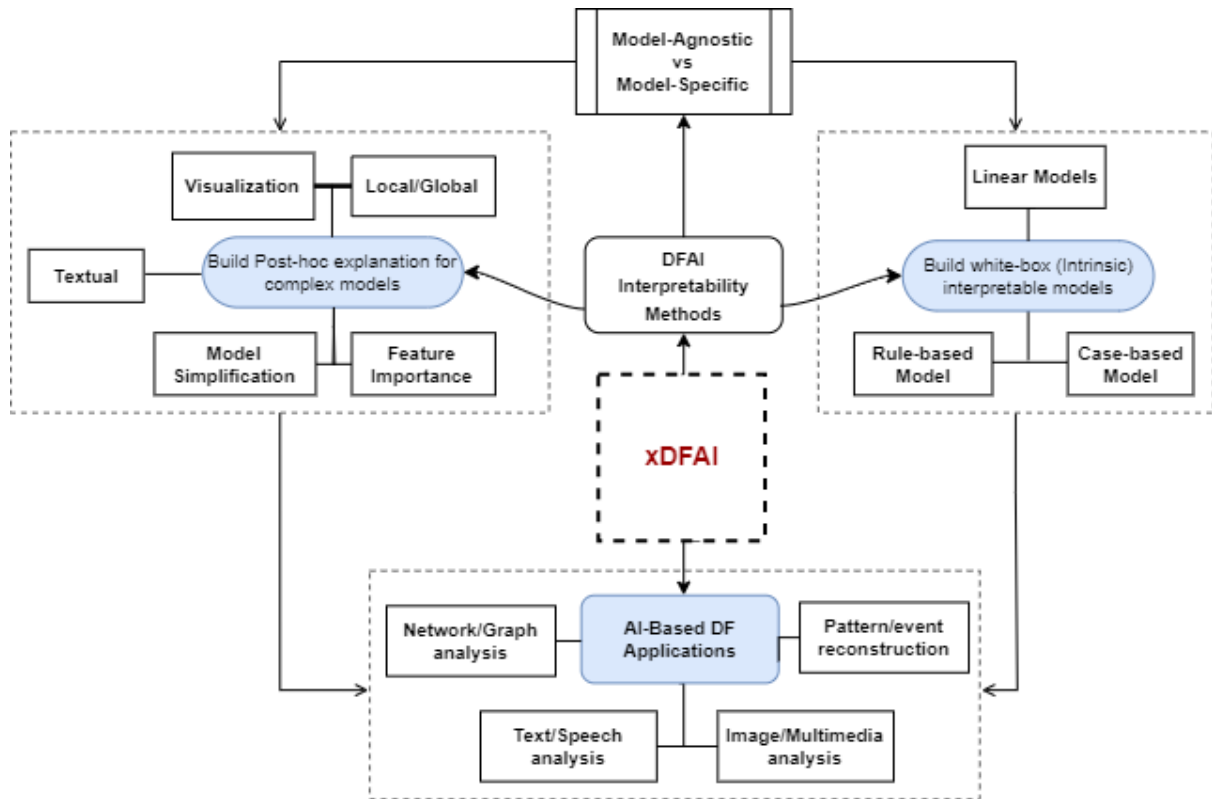 Model-Agnostic
vs
Model-Specific
Visualization
Local/Global
Textual
Build Post-hoc explanation for
complex models
Model
Simplification
Feature
Importance
DFAI
Interpretability
Methods
Linear Models
Build white-box (Intrinsic)
interpretable models
Rule-based
Model
Case-based
Model
xDFAI
Network/Graph
analysis
AI-Based DF
Applications
Pattern/event
reconstruction
Text/Speech
analysis
Image/Multimedia
analysis